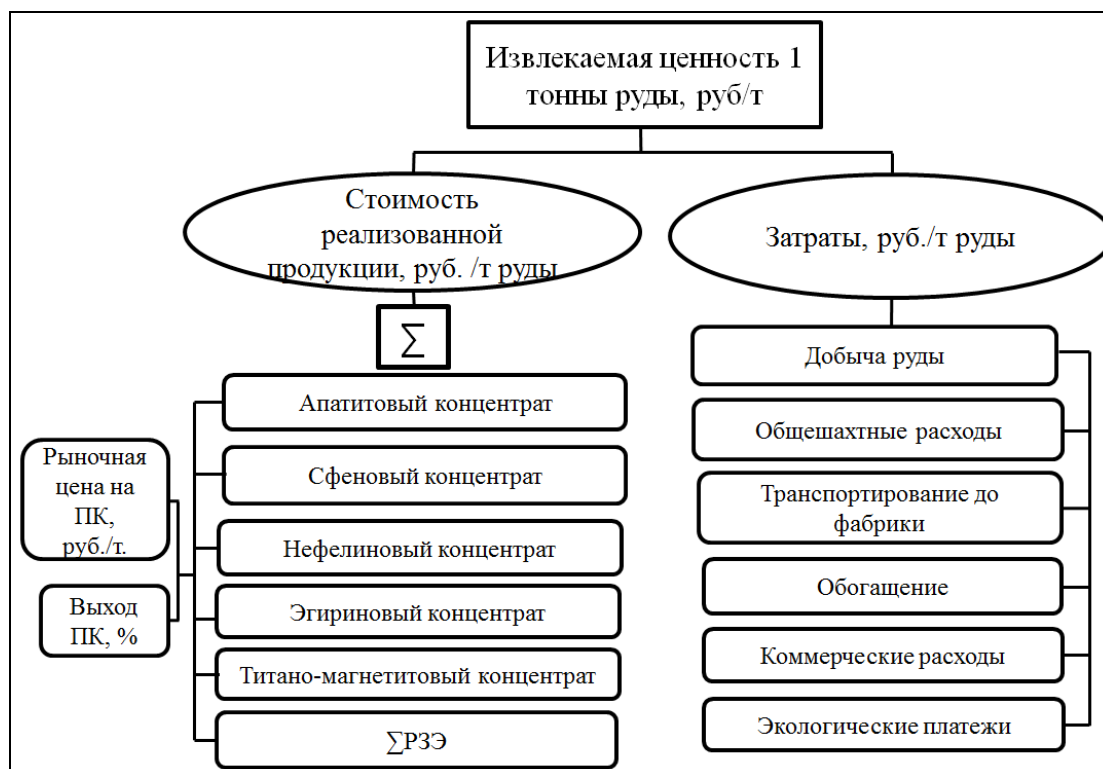 Извлекаемая ценность 1
тонны руды, руб/т
Стоимость
реализованной
продукции, руб. /т руды
Затраты, руб./т руды
∑
Апатитовый концентрат
Сфеновый концентрат
Нефелиновый концентрат
Эгириновый концентрат
Титано-магнетитовый концентрат
∑РЗЭ
Рыночная
цена на
ПК,
руб./т.
Выход
ПК, %
Добыча руды
Общешахтные расходы
Транспортирование до
фабрики
Обогащение
Коммерческие расходы
Экологические платежи